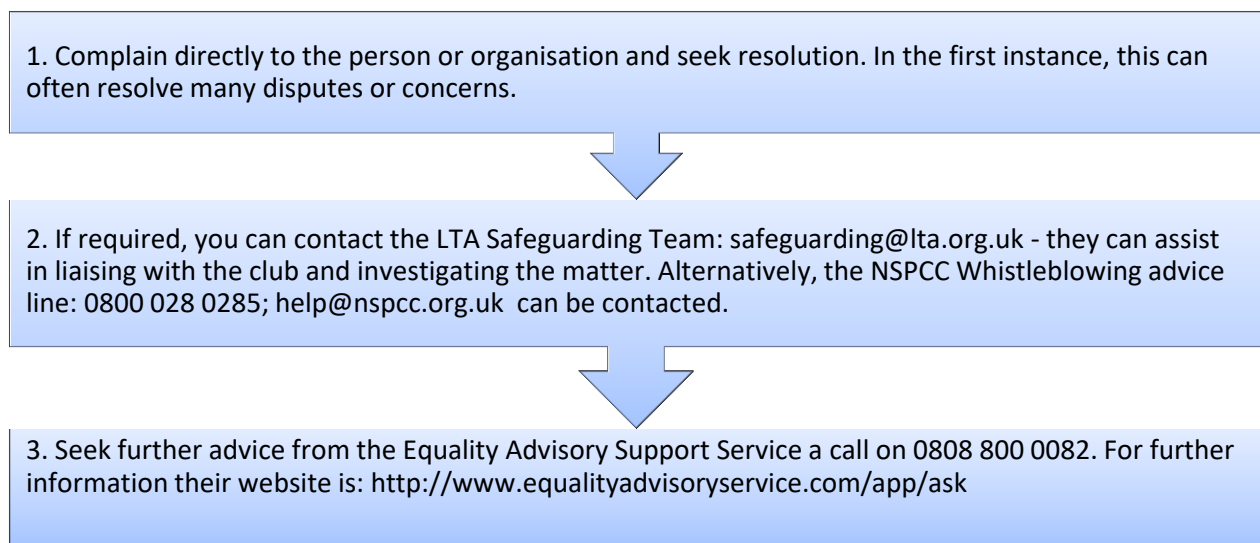 1. Complain directly to the person or organisation and seek resolution. In the first instance, this can
often resolve many disputes or concerns.
2. If required, you can contact the LTA Safeguarding Team: safeguarding@lta.org.uk - they can assist
in liaising with the club and investigating the matter. Alternatively, the NSPCC Whistleblowing advice
line: 0800 028 0285; help@nspcc.org.uk can be contacted.
3. Seek further advice from the Equality Advisory Support Service a call on 0808 800 0082. For further
information their website is: http://www.equalityadvisoryservice.com/app/ask